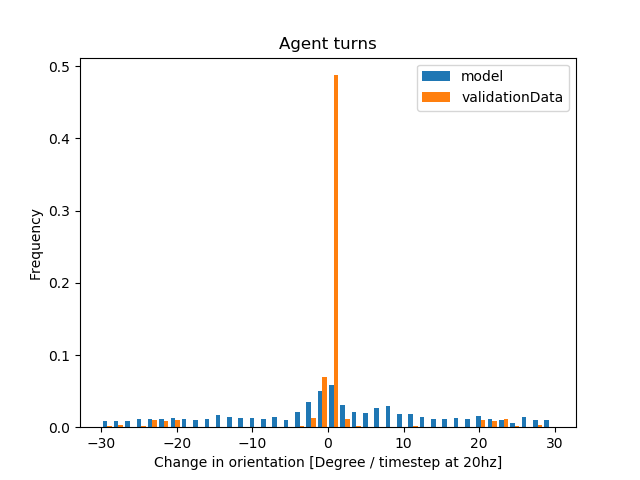 Agent turns
model
validationData
0.5
0.4
0.3
0.2
0.1
0.0
Frequency
−30
−20
−10
0
10
20
30
Change in orientation [Degree / timestep at 20hz]